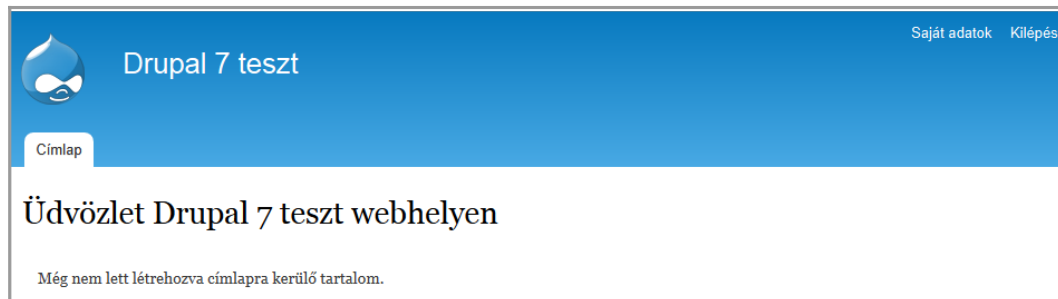 Saját adatok Kilépés
Drupal 7 teszt
Címlap
Üdvözlet Drupal 7 teszt webhelyen
Még nem lett létrehozva címlapra kerülő tartalom.